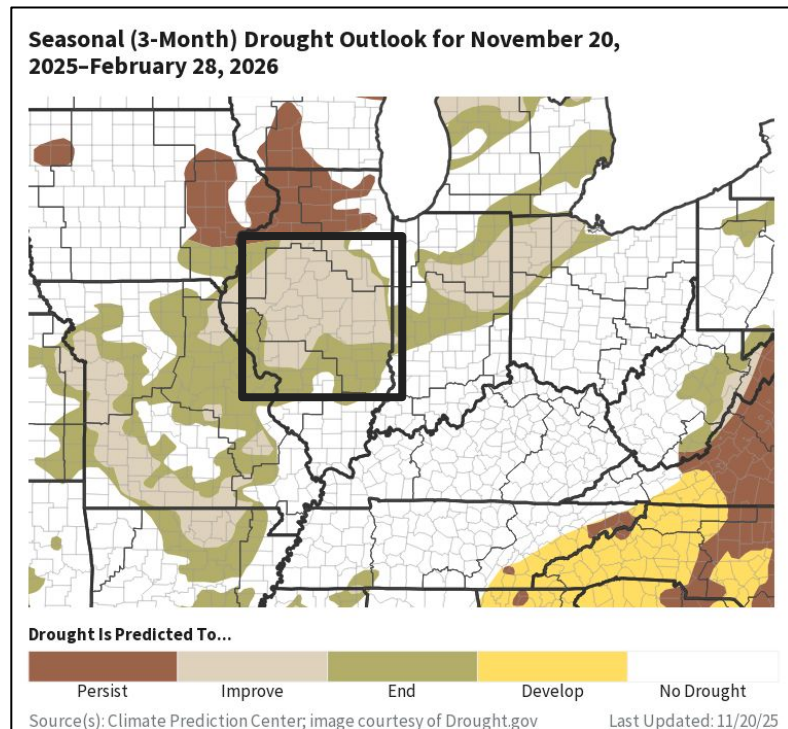 Seasonal (3-Month) Drought Outlook for November 20,
2025–February 28, 2026
Drought Is Predicted To...
Persist
Improve
End
Develop
No Drought
Source(s): Climate Prediction Center; image courtesy of Drought.gov
Last Updated: 11/20/25